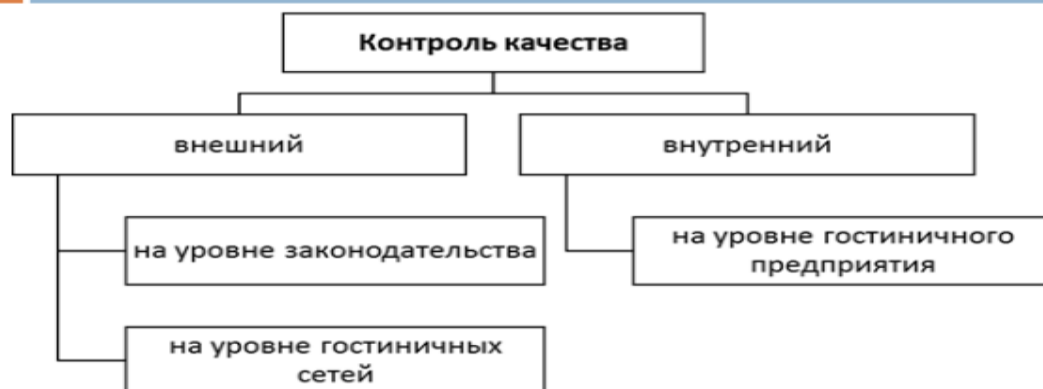 Контроль качества
внешний
внутренний
на уровне законодательства
на уровне гостиничного
предприятия
на уровне гостиничных
сетей